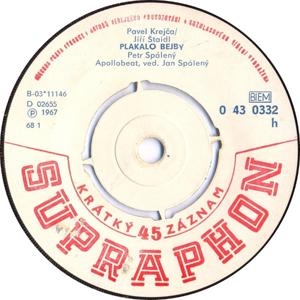 Pavel Krejča/
Jiří Štaidl
PLAKALO BEJBY
Petr Spálený
Apollobeat, ved. Jan Spálený
B-03*11146
D 02655
Ⓟ 1967
68 1
BIEM
0 43 0332
h
KRÁTKÝ 45 ZÁZNAM
SUPRAPHON